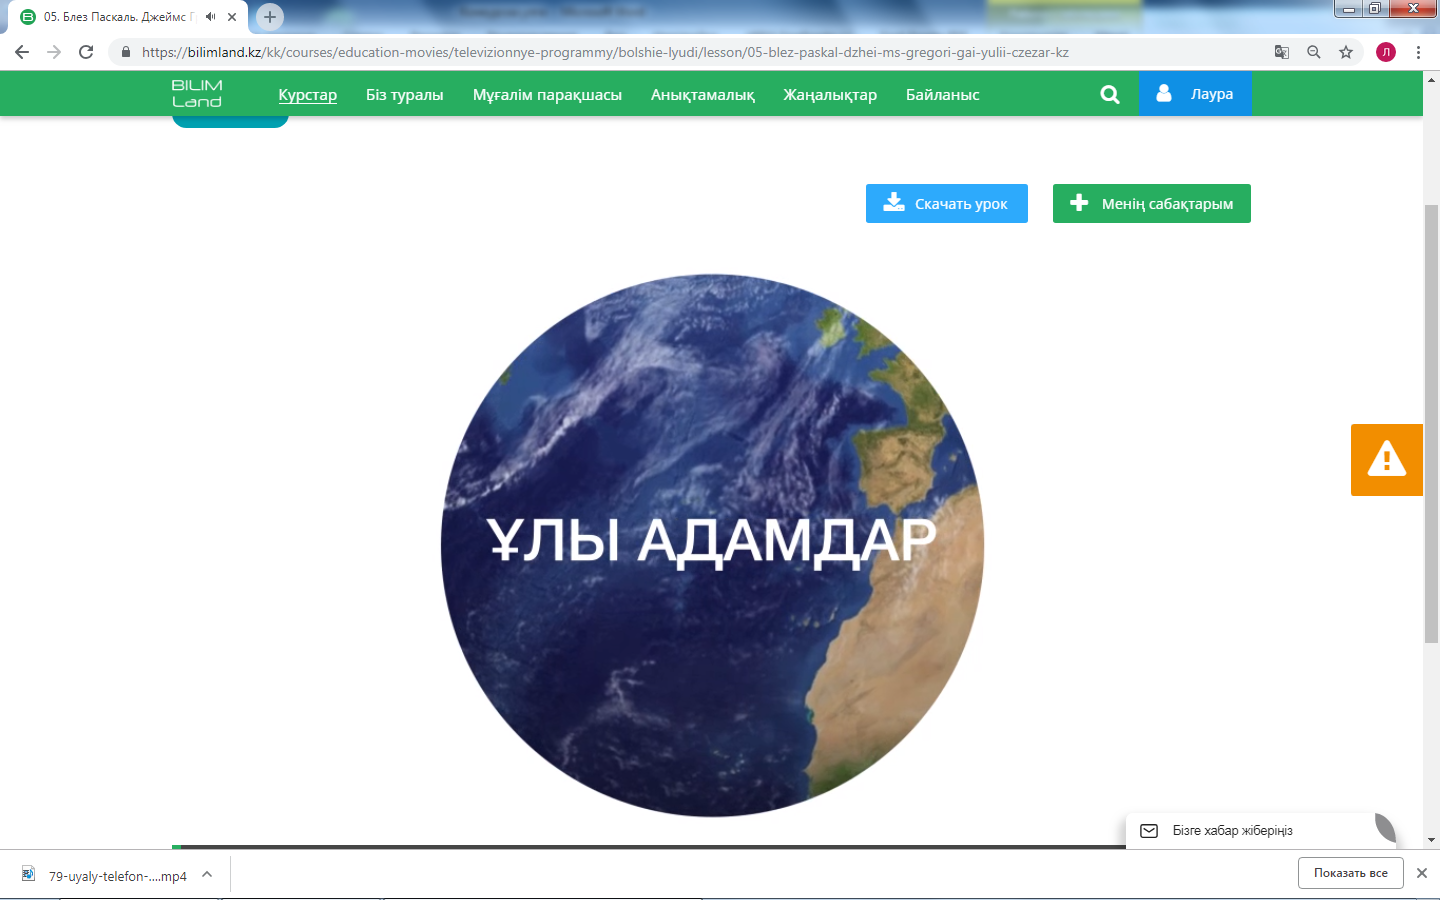 05. Блез Паскаль. Джеймс Г
https://bilimland.kz/kk/courses/education-movies/televizionnye-programmy/bolshie-lyudi/lesson/05-blez-paskal-dzhei-ms-gregori-gai-yulii-czezar-kz
Л
BILIM
Land
Курстар
Біз туралы
Мұғалім парақшасы
Анықтамалық
Жаңалықтар
Байланыс
Лаура
Скачать урок
Менің сабақтарым
ҰЛЫ АДАМДАР
Бізге хабар жіберіңіз
79-uyaly-telefon-....mp4
Показать все